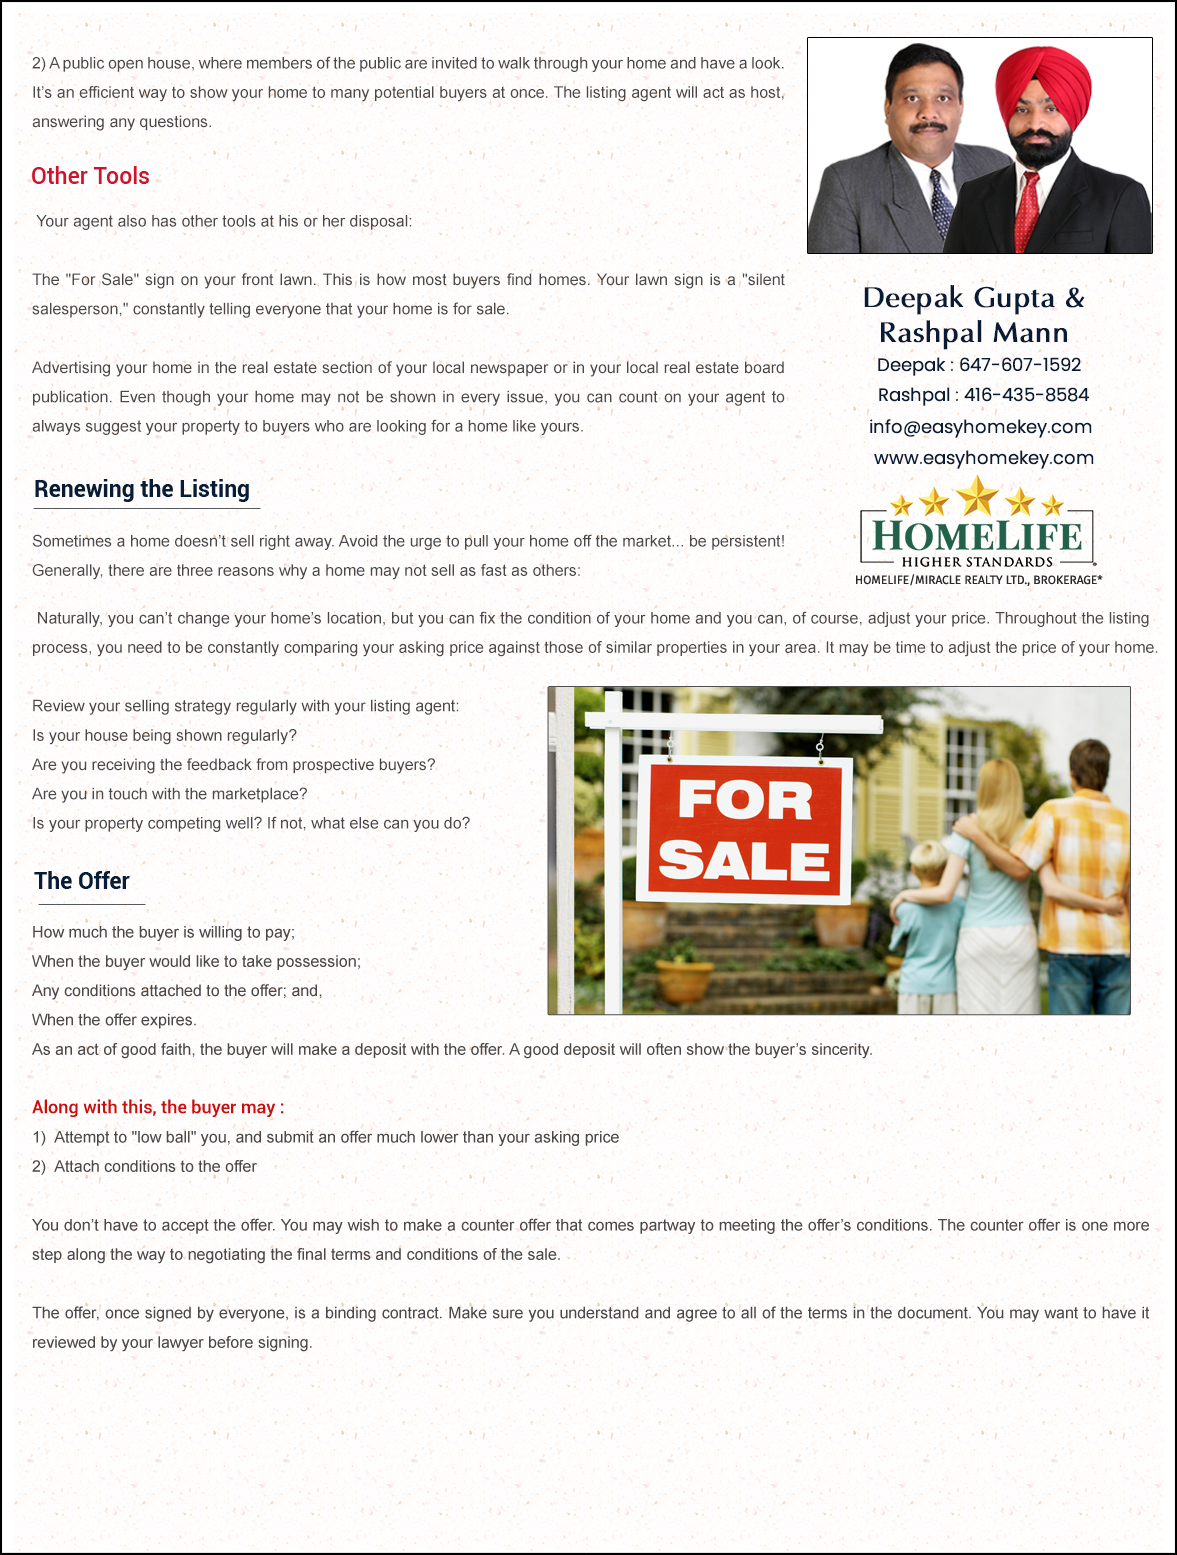 2) A public open house, where members of the public are invited to walk through your home and have a look.
It’s an efficient way to show your home to many potential buyers at once. The listing agent will act as host,
answering any questions.
Other Tools
Your agent also has other tools at his or her disposal:
The "For Sale" sign on your front lawn. This is how most buyers find homes. Your lawn sign is a "silent
salesperson," constantly telling everyone that your home is for sale.
Advertising your home in the real estate section of your local newspaper or in your local real estate board
publication. Even though your home may not be shown in every issue, you can count on your agent to
always suggest your property to buyers who are looking for a home like yours.
Deepak Gupta &
Rashpal Mann
Deepak : 647-607-1592
Rashpal : 416-435-8584
info@easyhomekey.com
www.easyhomekey.com
HOMELIFE
HIGHER STANDARDS
HOMELIFE/MIRACLE REALTY LTD., BROKERAGE*
Renewing the Listing
Sometimes a home doesn’t sell right away. Avoid the urge to pull your home off the market... be persistent!
Generally, there are three reasons why a home may not sell as fast as others:
Naturally, you can’t change your home’s location, but you can fix the condition of your home and you can, of course, adjust your price. Throughout the listing
process, you need to be constantly comparing your asking price against those of similar properties in your area. It may be time to adjust the price of your home.
Review your selling strategy regularly with your listing agent:
Is your house being shown regularly?
Are you receiving the feedback from prospective buyers?
Are you in touch with the marketplace?
Is your property competing well? If not, what else can you do?
FOR
SALE
The Offer
How much the buyer is willing to pay;
When the buyer would like to take possession;
Any conditions attached to the offer; and,
When the offer expires.
As an act of good faith, the buyer will make a deposit with the offer. A good deposit will often show the buyer’s sincerity.
Along with this, the buyer may :
1) Attempt to "low ball" you, and submit an offer much lower than your asking price
2) Attach conditions to the offer
You don’t have to accept the offer. You may wish to make a counter offer that comes partway to meeting the offer’s conditions. The counter offer is one more
step along the way to negotiating the final terms and conditions of the sale.
The offer, once signed by everyone, is a binding contract. Make sure you understand and agree to all of the terms in the document. You may want to have it
reviewed by your lawyer before signing.